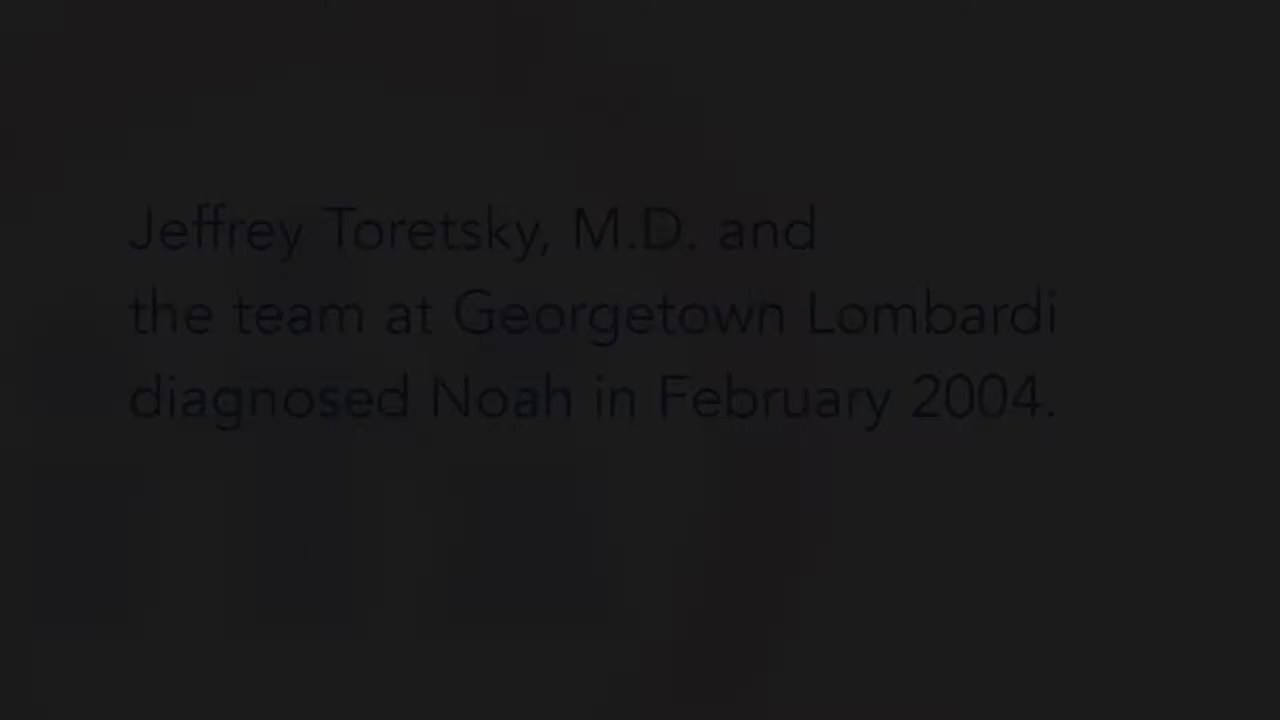 Jeffrey Toretsky, M.D. and
the team at Georgetown Lombardi
diagnosed Noah in February 2004.